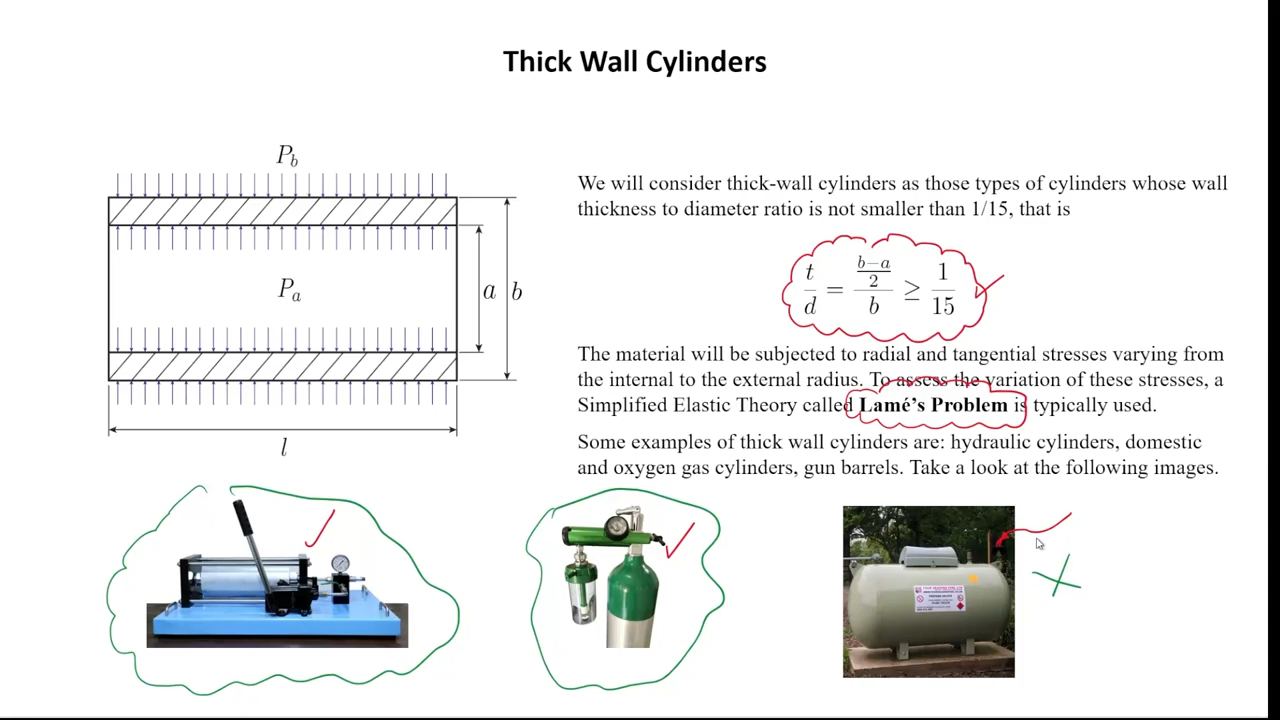 Thick Wall Cylinders
P_b
P_a
a b
l
We will consider thick-wall cylinders as those types of cylinders whose wall
thickness to diameter ratio is not smaller than 1/15, that is
t/d = ((b−a)/2)/b ≥ 1/15
The material will be subjected to radial and tangential stresses varying from
the internal to the external radius. To assess the variation of these stresses, a
Simplified Elastic Theory called Lamé’s Problem is typically used.
Some examples of thick wall cylinders are: hydraulic cylinders, domestic
and oxygen gas cylinders, gun barrels. Take a look at the following images.